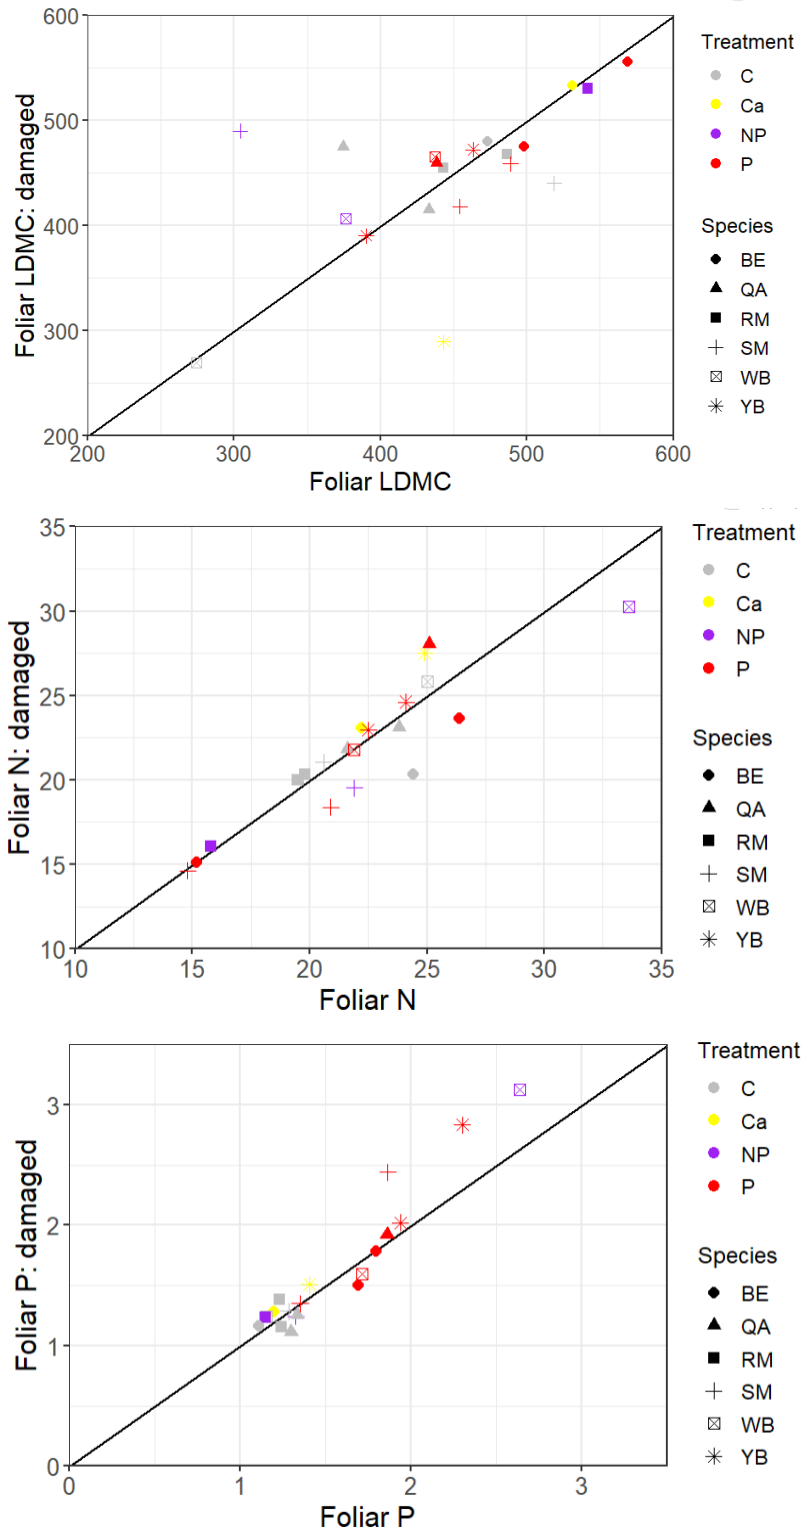 600
500
400
300
200
200
300
400
500
600
Foliar LDMC: damaged
Foliar LDMC
Treatment
C
Ca
NP
P
Species
BE
QA
RM
SM
WB
YB
35
30
25
20
15
10
10
15
20
25
30
35
Foliar N: damaged
Foliar N
Treatment
C
Ca
NP
P
Species
BE
QA
RM
SM
WB
YB
3
2
1
0
0
1
2
3
Foliar P: damaged
Foliar P
Treatment
C
Ca
NP
P
Species
BE
QA
RM
SM
WB
YB